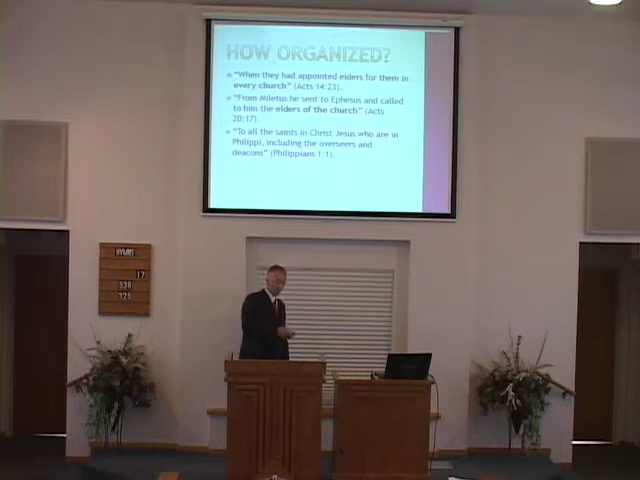 HOW ORGANIZED?
"When they had appointed elders for them in
every church" (Acts 14:23).
"From Miletus he sent to Ephesus and called
to him the elders of the church" (Acts
20:17).
"To all the saints in Christ Jesus who are in
Philippi, including the overseers and
deacons" (Philippians 1:1).
HYMNS
17
538
325